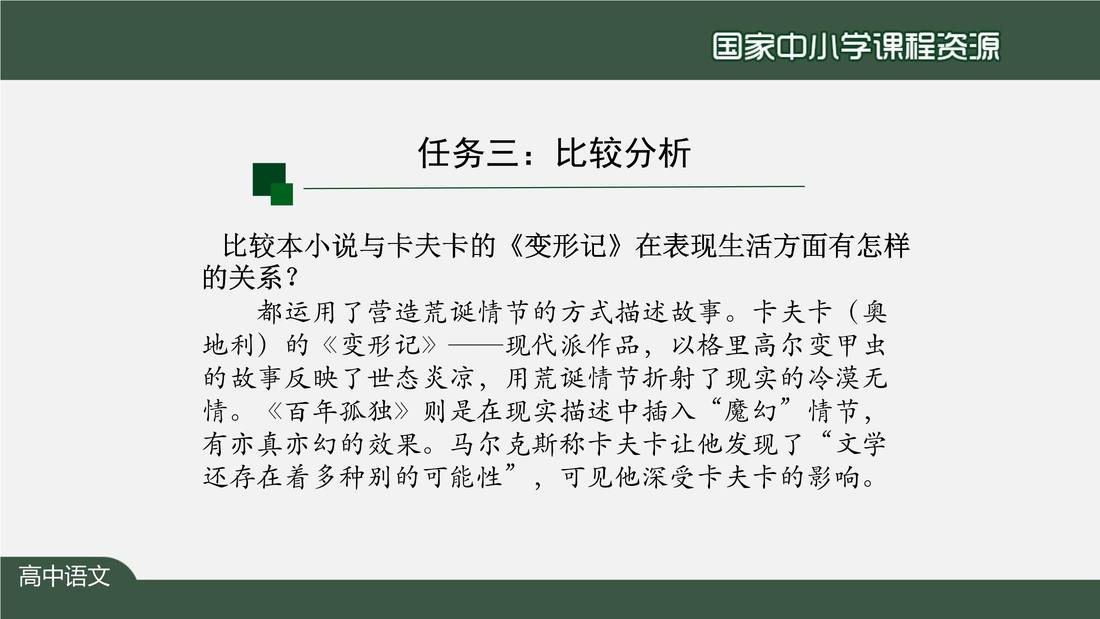 国家中小学课程资源
任务三：比较分析
比较本小说与卡夫卡的《变形记》在表现生活方面有怎样
的关系？
都运用了营造荒诞情节的方式描述故事。卡夫卡（奥
地利）的《变形记》——现代派作品，以格里高尔变甲虫
的故事反映了世态炎凉，用荒诞情节折射了现实的冷漠无
情。《百年孤独》则是在现实描述中插入“魔幻”情节，
有亦真亦幻的效果。马尔克斯称卡夫卡让他发现了“文学
还存在着多种别的可能性”，可见他深受卡夫卡的影响。
高中语文